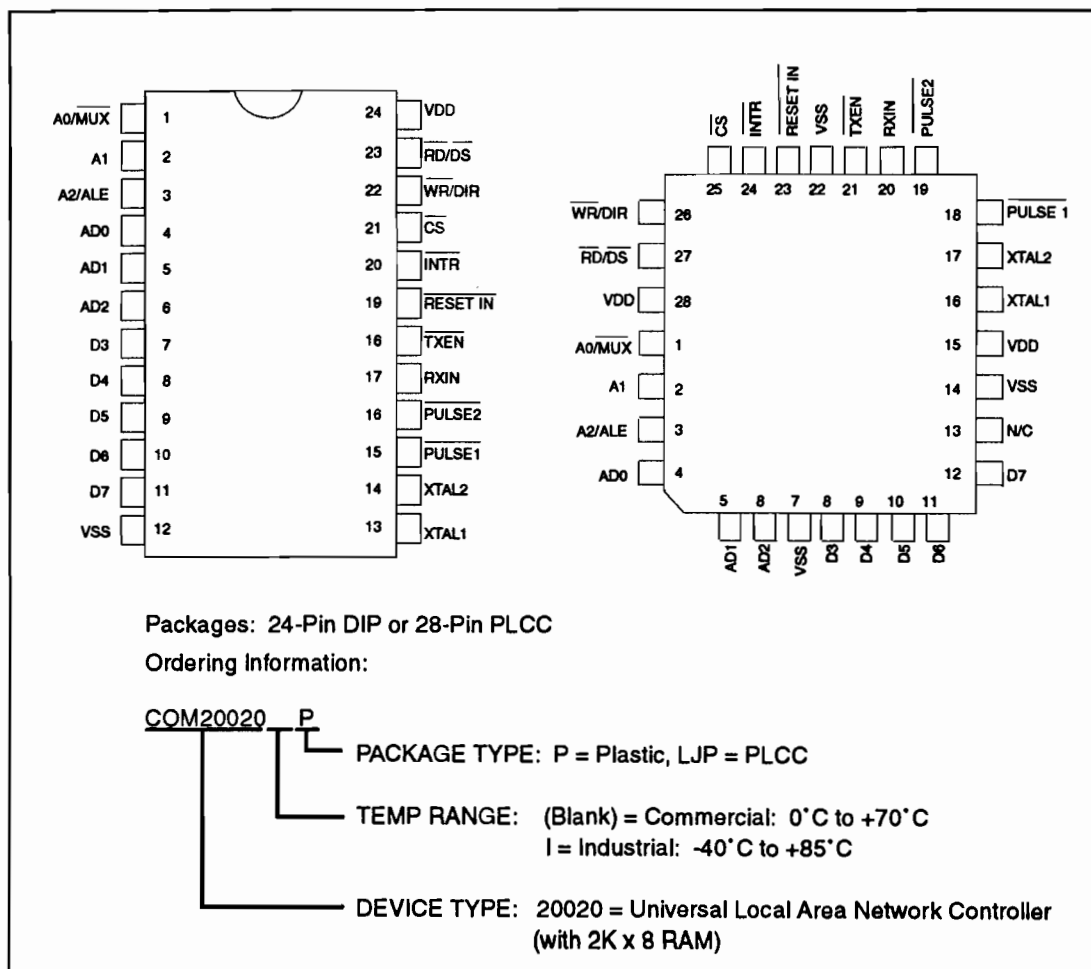 A0/MUX 1 24 VDD
A1 2 23 RD/DS
A2/ALE 3 22 WR/DIR
AD0 4 21 CS
AD1 5 20 INTR
AD2 6 19 RESET IN
D3 7 16 TXEN
D4 8 17 RXIN
D5 9 16 PULSE2
D6 10 15 PULSE1
D7 11 14 XTAL2
VSS 12 13 XTAL1
CS INTR RESET IN VSS TXEN RXIN PULSE2
25 24 23 22 21 20 19
WR/DIR 26 18 PULSE 1
RD/DS 27 17 XTAL2
VDD 28 16 XTAL1
A0/MUX 1 15 VDD
A1 2 14 VSS
A2/ALE 3 13 N/C
AD0 4 12 D7
5 6 7 8 9 10 11
AD1 AD2 VSS D3 D4 D5 D6
Packages: 24-Pin DIP or 28-Pin PLCC
Ordering Information:
COM20020 P
PACKAGE TYPE: P = Plastic, LJP = PLCC
TEMP RANGE: (Blank) = Commercial: 0°C to +70°C
I = Industrial: -40°C to +85°C
DEVICE TYPE: 20020 = Universal Local Area Network Controller
(with 2K x 8 RAM)